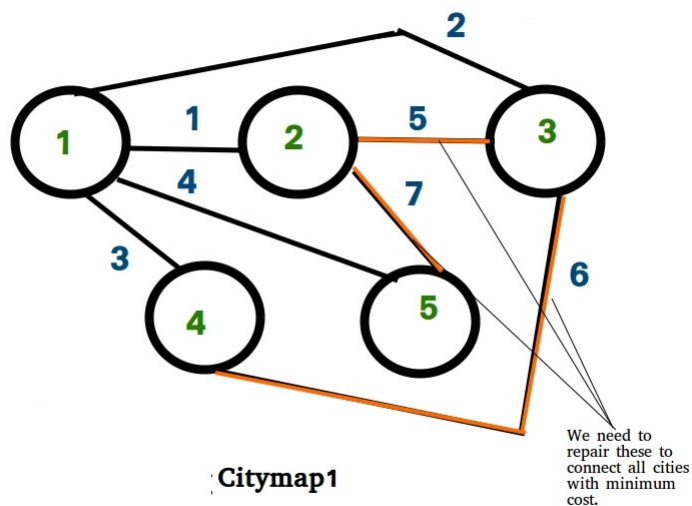 2
1
5
1
2
3
4
7
3
6
4
5
We need to
repair these to
connect all cities
with minimum
cost.
Citymap1